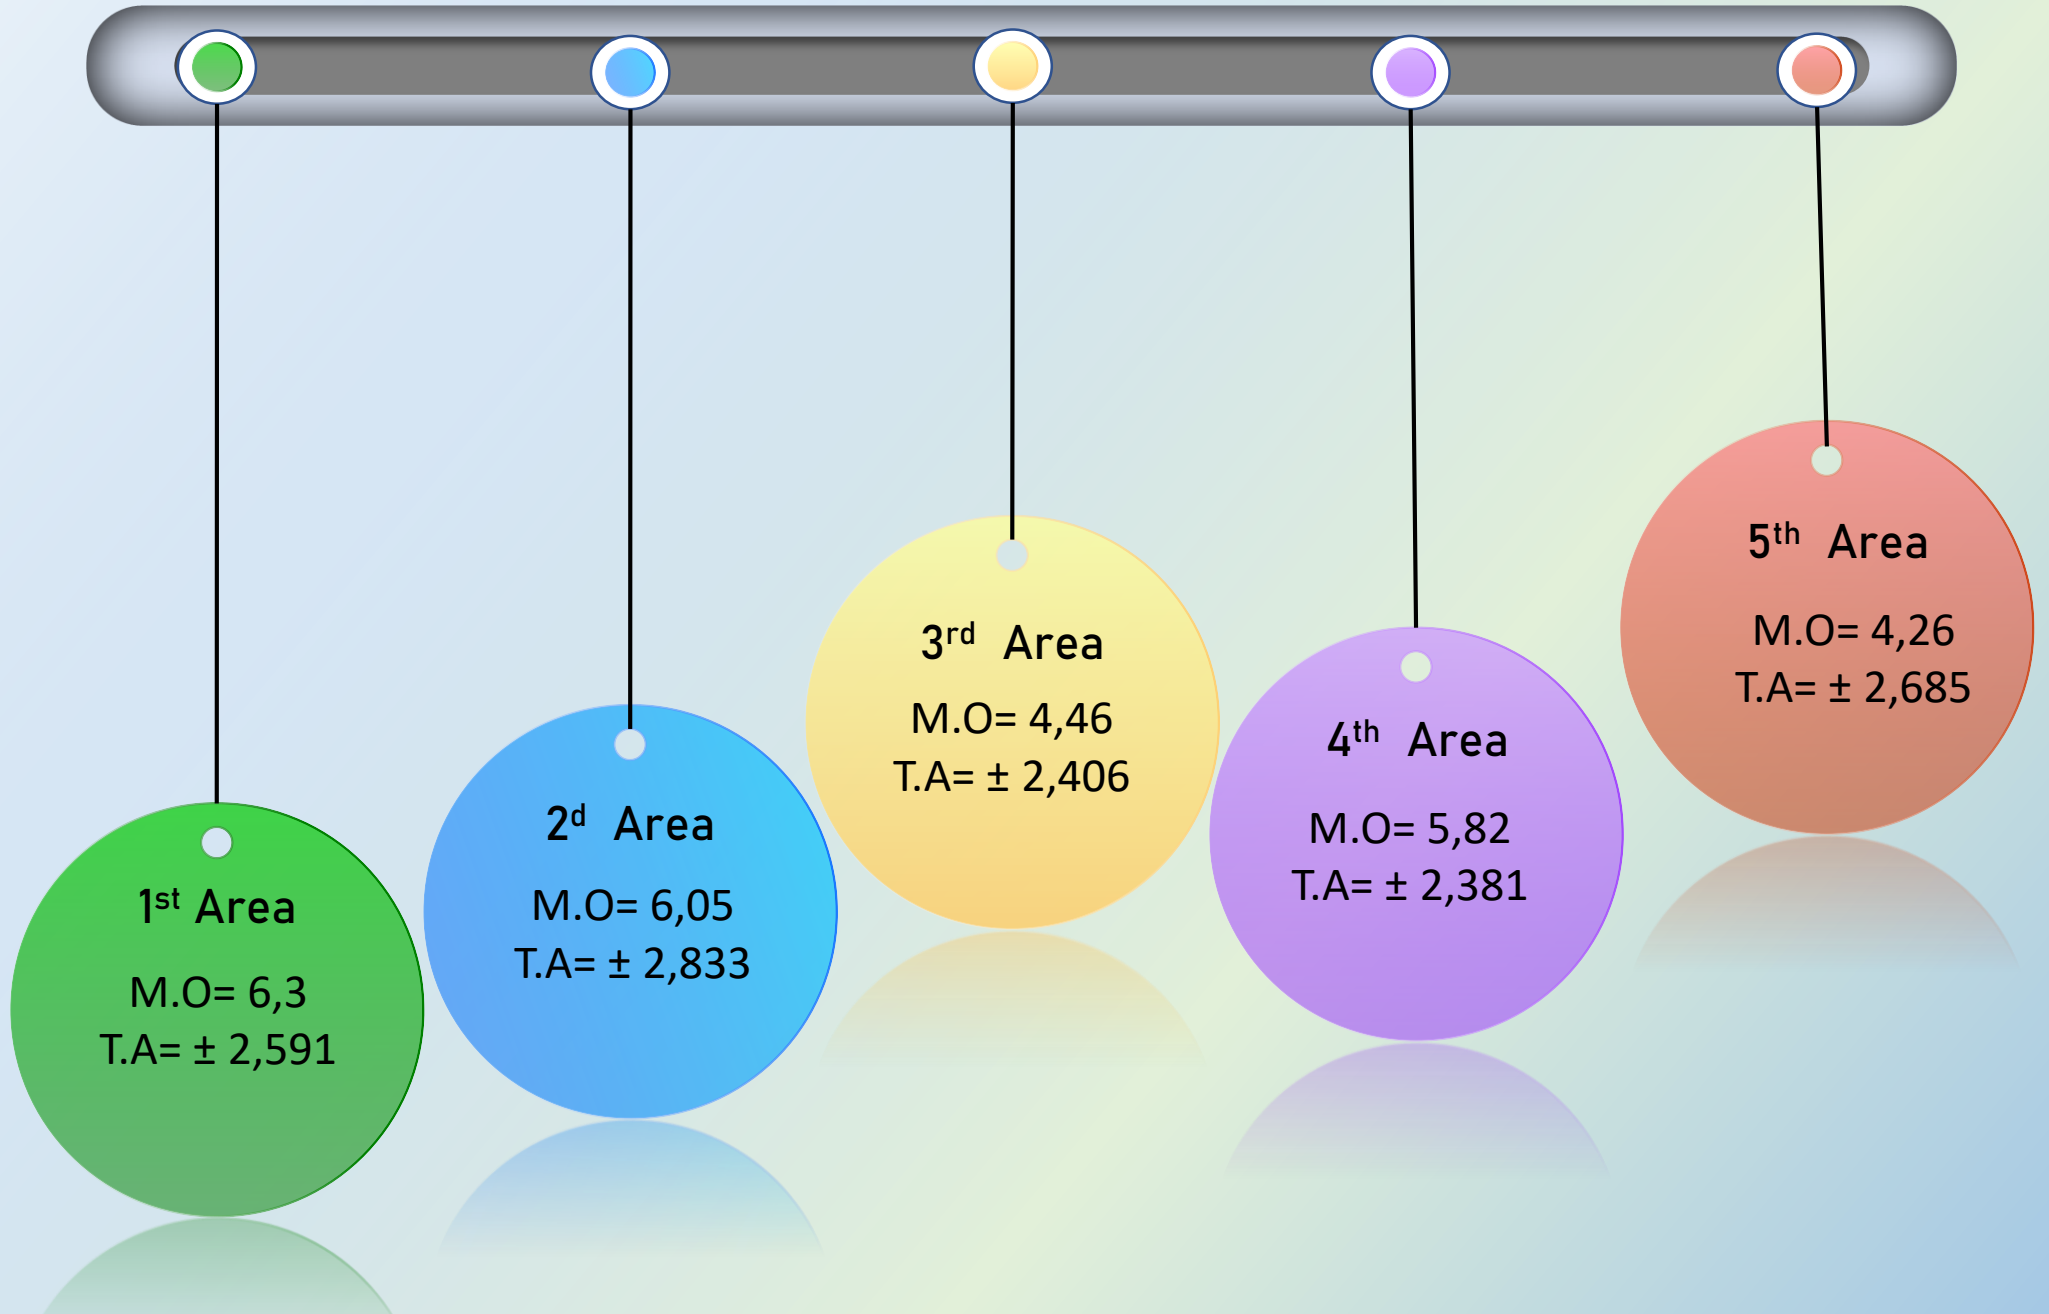 1st Area
M.O= 6,3
T.A= ± 2,591
2d Area
M.O= 6,05
T.A= ± 2,833
3rd Area
M.O= 4,46
T.A= ± 2,406
4th Area
M.O= 5,82
T.A= ± 2,381
5th Area
M.O= 4,26
T.A= ± 2,685